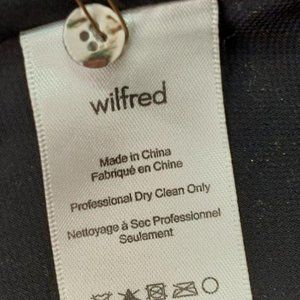 wilfred
Made in China
Fabriqué en Chine
Professional Dry Clean Only
Nettoyage à Sec Professionnel
Seulement